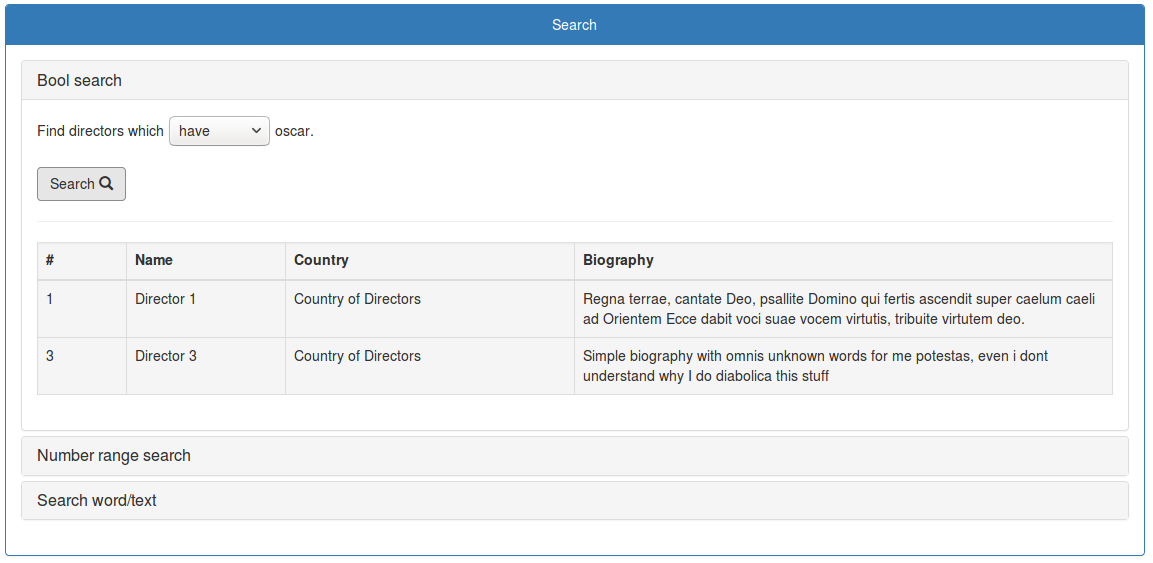 Search
Bool search
Find directors which have oscar.
Search
# Name Country Biography
1 Director 1 Country of Directors Regna terrae, cantate Deo, psallite Domino qui fertis ascendit super caelum caeli
ad Orientem Ecce dabit voci suae vocem virtutis, tribuite virtutem deo.
3 Director 3 Country of Directors Simple biography with omnis unknown words for me potestas, even i dont
understand why I do diabolica this stuff
Number range search
Search word/text